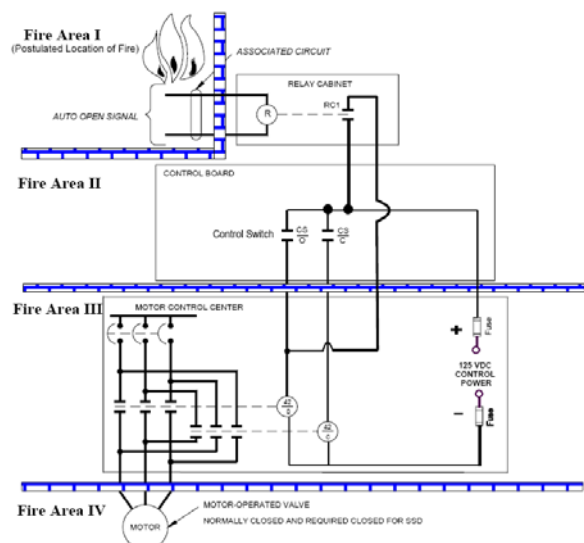 Fire Area I
(Postulated Location of Fire)
ASSOCIATED CIRCUIT
RELAY CABINET
AUTO OPEN SIGNAL
R
RC1
Fire Area II
CONTROL BOARD
Control Switch
CS
O
CS
C
Fire Area III
MOTOR CONTROL CENTER
+
Fuse
125 VDC
CONTROL
POWER
42
O
42
C
–
Fuse
Fire Area IV
MOTOR
MOTOR-OPERATED VALVE
NORMALLY CLOSED AND REQUIRED CLOSED FOR SSD